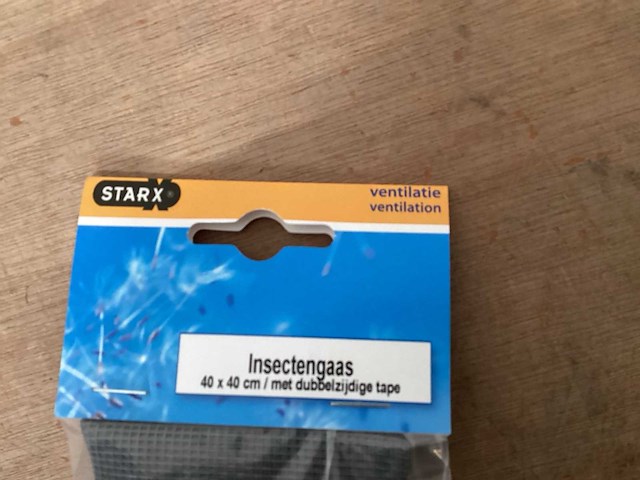 STARX
ventilatie
ventilation
Insectengaas
40 x 40 cm / met dubbelzijdige tape